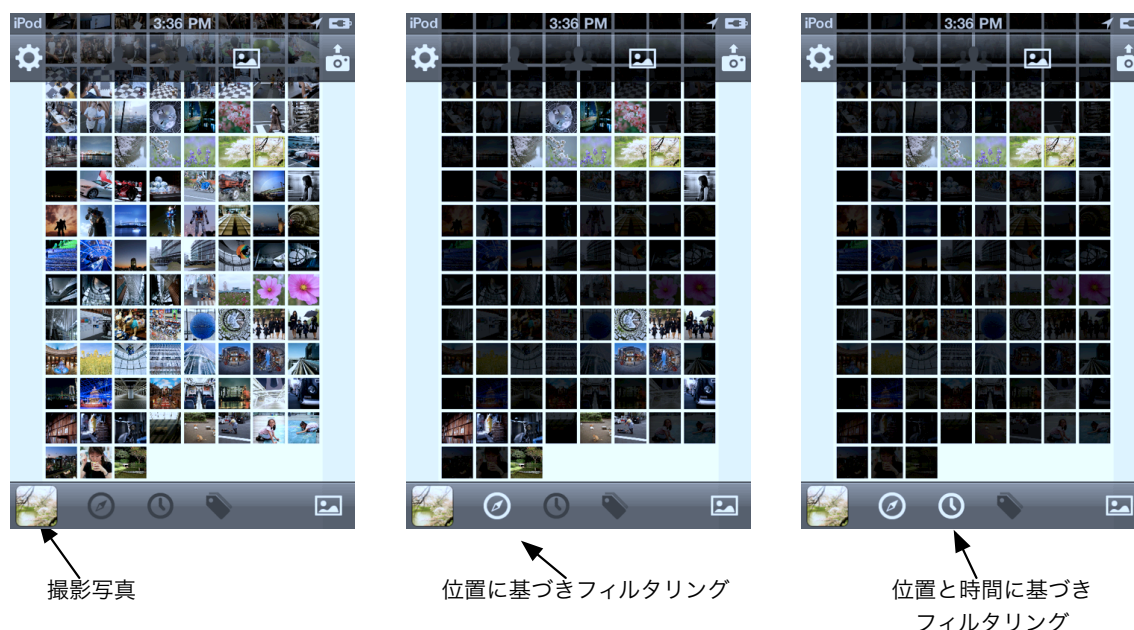 iPod 3:36 PM
iPod 3:36 PM
iPod 3:36 PM
撮影写真
位置に基づきフィルタリング
位置と時間に基づき
フィルタリング